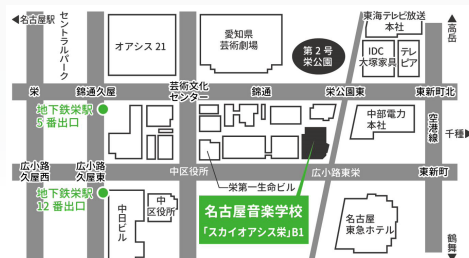 ◀名古屋駅
セントラルパーク
オアシス21
愛知県
芸術劇場
第2号
栄公園
東海テレビ放送
本社
IDC
大塚家具
テレ
ピア
▲高岳
栄
錦通久屋
芸術文化
センター
錦通
栄公園東
東新町北
地下鉄栄駅
5番出口
中部電力
本社
空港線
千種▶
広小路
久屋西
広小路
久屋東
中区役所
広小路東栄
東新町
栄第一生命ビル
地下鉄栄駅
12番出口
中日ビル
中
区役所
名古屋音楽学校
「スカイオアシス栄」B1
名古屋
東急ホテル
鶴舞▼